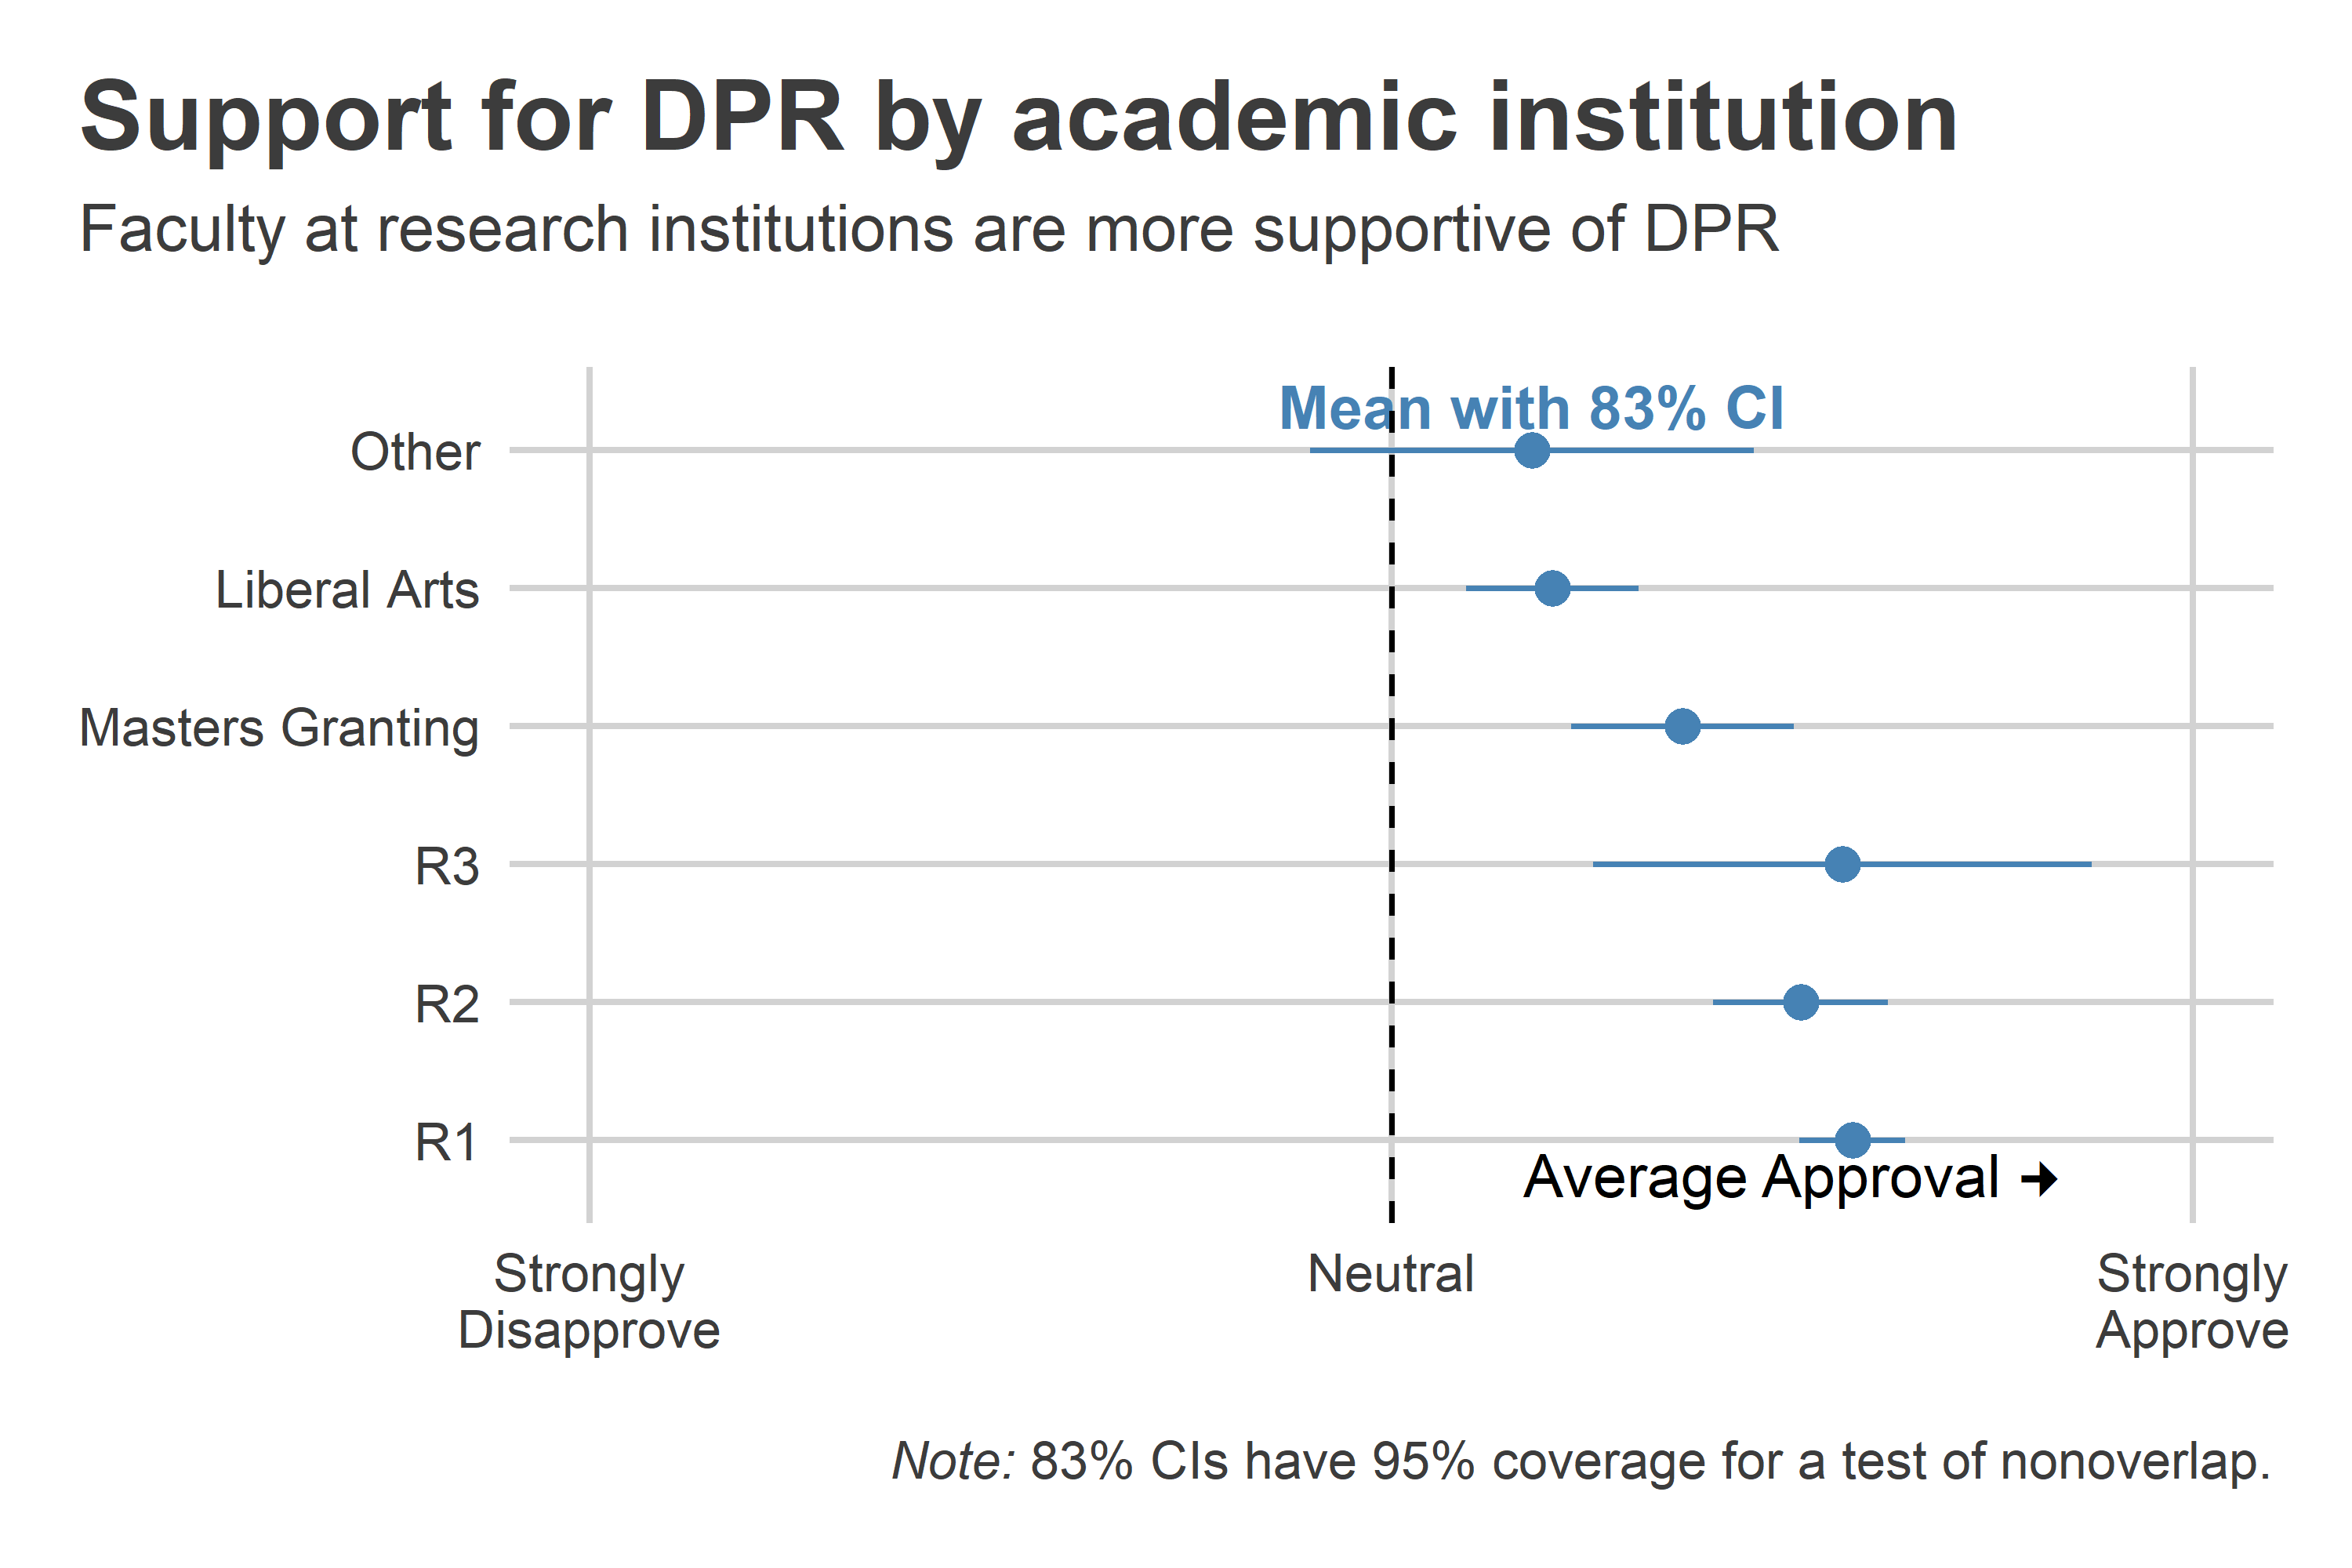 Support for DPR by academic institution
Faculty at research institutions are more supportive of DPR
Mean with 83% CI
Other
Liberal Arts
Masters Granting
R3
R2
R1
Average Approval →
Strongly
Disapprove
Neutral
Strongly
Approve
Note: 83% CIs have 95% coverage for a test of nonoverlap.